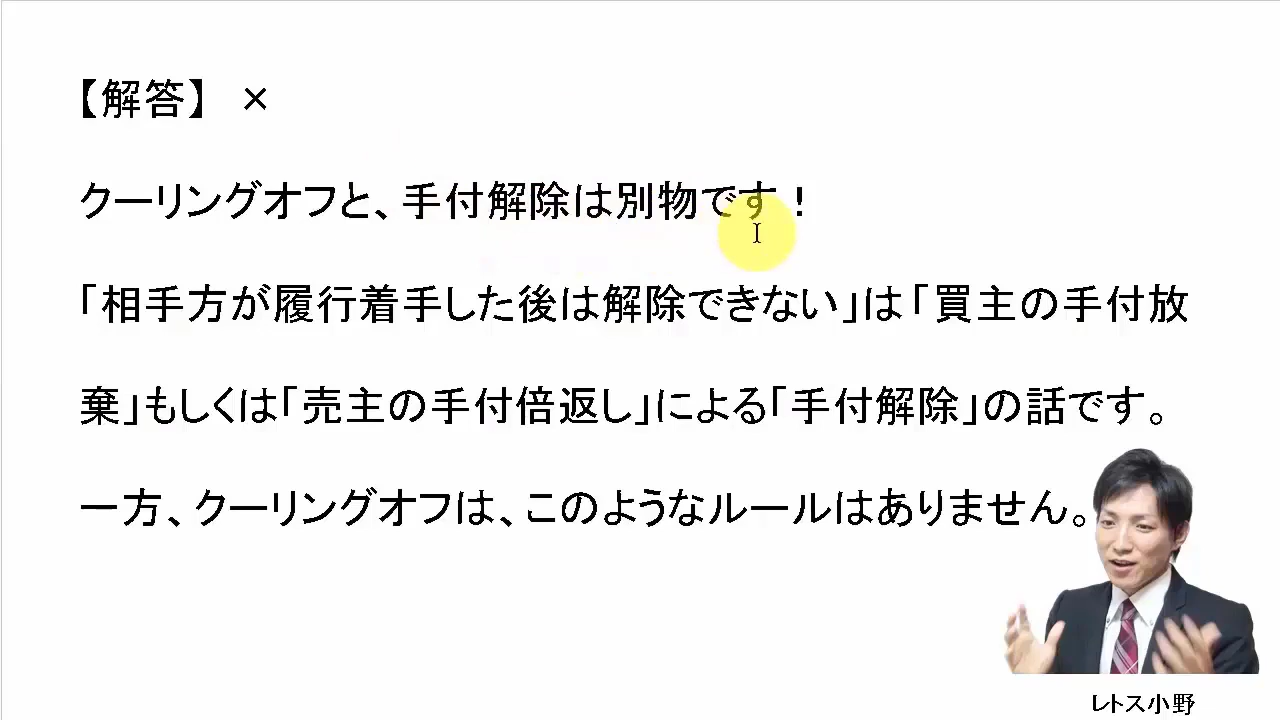 【解答】 ×
クーリングオフと、手付解除は別物です！
「相手方が履行着手した後は解除できない」は「買主の手付放
棄」もしくは「売主の手付倍返し」による「手付解除」の話です。
一方、クーリングオフは、このようなルールはありません。
レトス小野